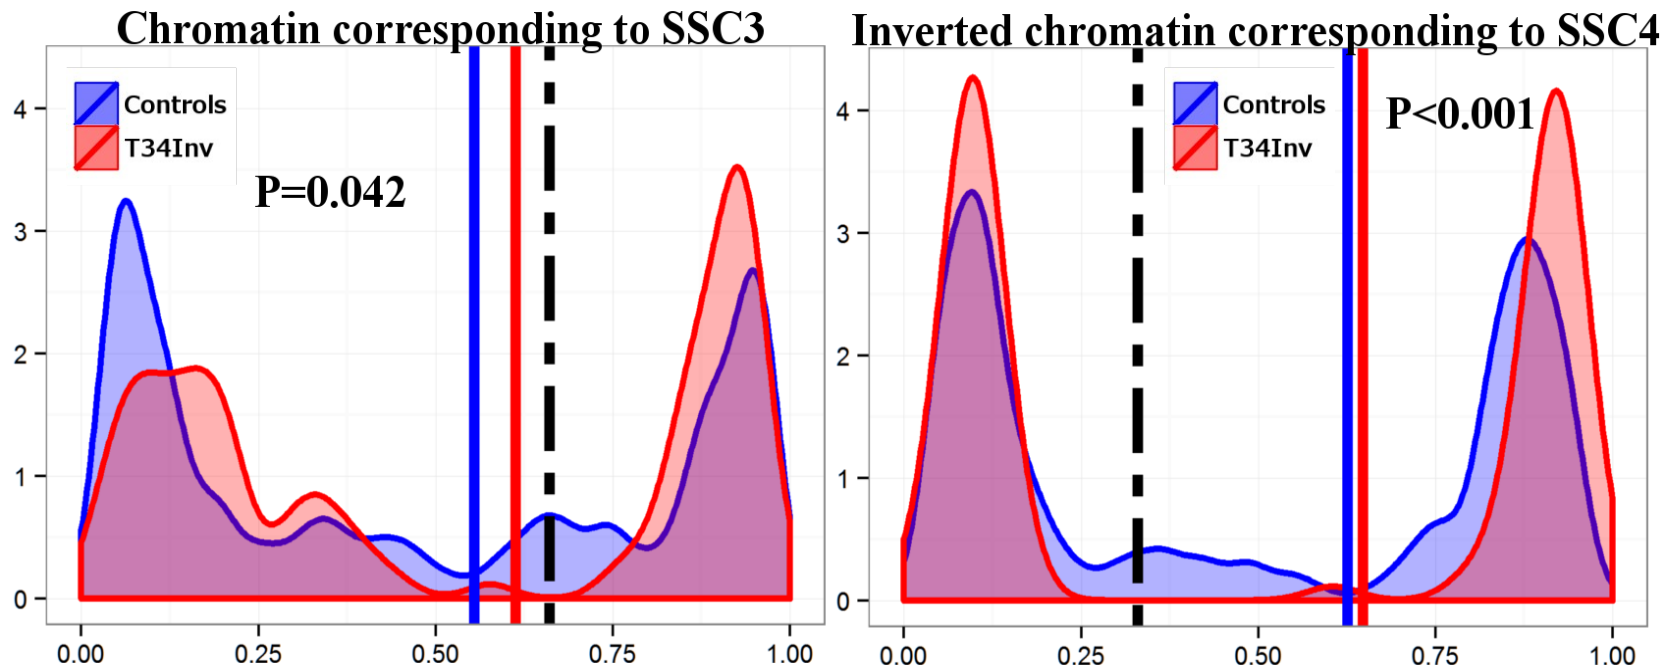 Chromatin corresponding to SSC3
Controls
T34Inv
P=0.042
4
3
2
1
0
0.00 0.25 0.50 0.75 1.00
Inverted chromatin corresponding to SSC4
Controls
T34Inv
P<0.001
4
3
2
1
0
0.00 0.25 0.50 0.75 1.00